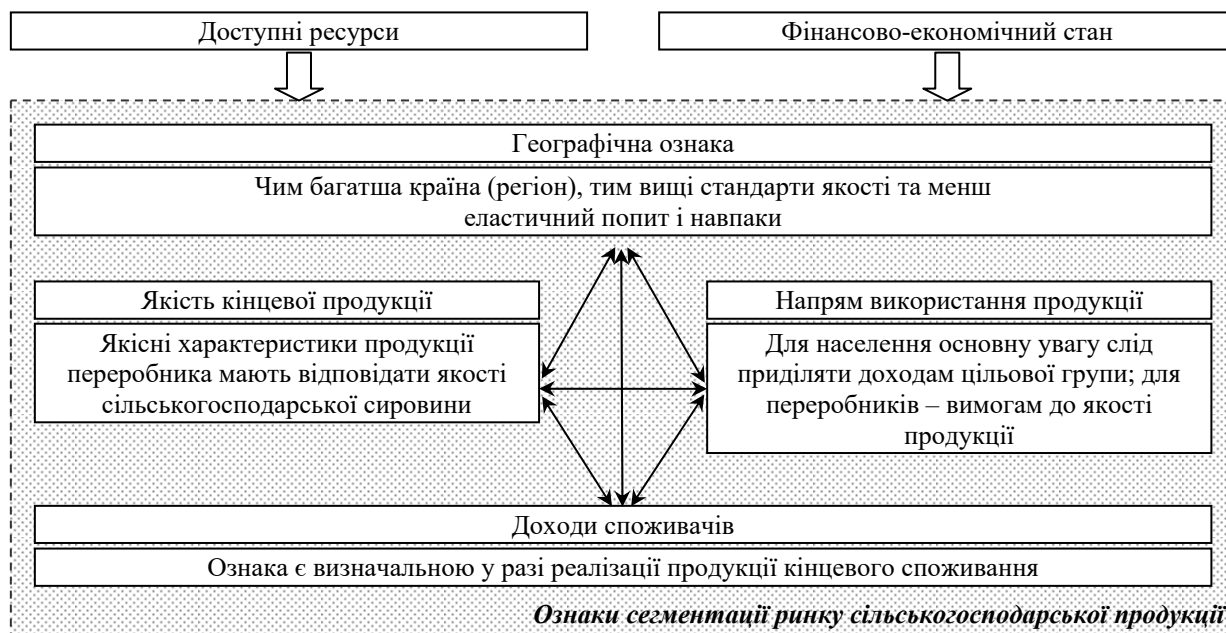 Доступні ресурси
Фінансово-економічний стан
Географічна ознака
Чим багатша країна (регіон), тим вищі стандарти якості та менш
еластичний попит і навпаки
Якість кінцевої продукції
Якісні характеристики продукції
переробника мають відповідати якості
сільськогосподарської сировини
Напрям використання продукції
Для населення основну увагу слід
приділяти доходам цільової групи; для
переробників – вимогам до якості
продукції
Доходи споживачів
Ознака є визначальною у разі реалізації продукції кінцевого споживання
Ознаки сегментації ринку сільськогосподарської продукції